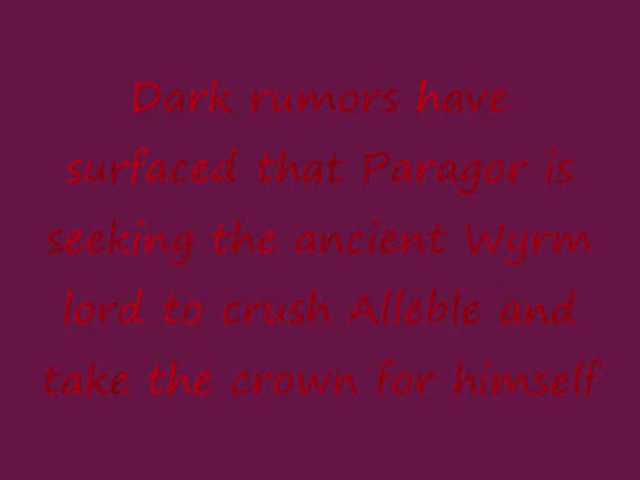 Dark rumors have
surfaced that Paragor is
seeking the ancient Wyrm
lord to crush Alleble and
take the crown for himself